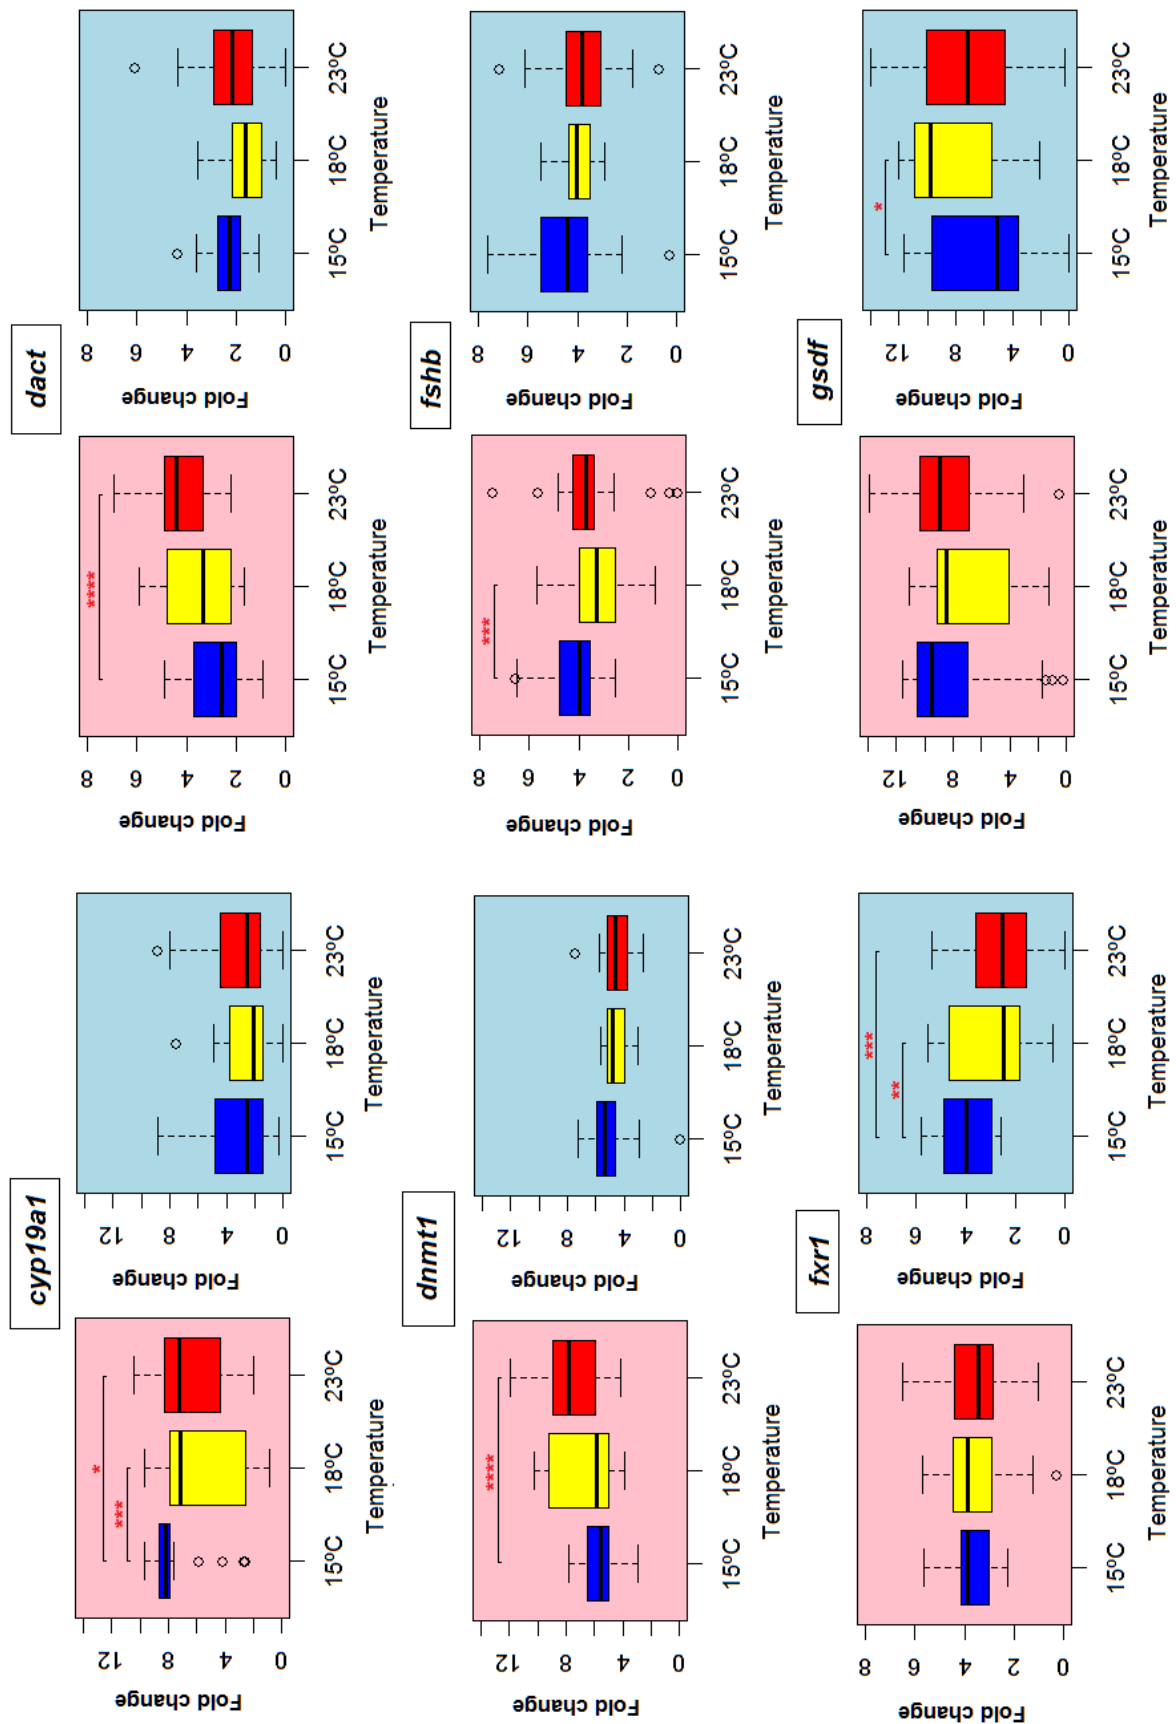 cyp19a1
Fold change
12
8
4
0
*
***
15ºC 18ºC 23ºC
Temperature
Fold change
12
8
4
0
15ºC 18ºC 23ºC
Temperature
dact
Fold change
8
6
4
2
0
****
15ºC 18ºC 23ºC
Temperature
Fold change
8
6
4
2
0
15ºC 18ºC 23ºC
Temperature
dnmt1
Fold change
12
8
4
0
****
15ºC 18ºC 23ºC
Temperature
Fold change
12
8
4
0
15ºC 18ºC 23ºC
Temperature
fshb
Fold change
8
6
4
2
0
***
15ºC 18ºC 23ºC
Temperature
Fold change
8
6
4
2
0
15ºC 18ºC 23ºC
Temperature
fxr1
Fold change
8
6
4
2
0
15ºC 18ºC 23ºC
Temperature
Fold change
8
6
4
2
0
***
**
15ºC 18ºC 23ºC
Temperature
gsdf
Fold change
12
8
4
0
15ºC 18ºC 23ºC
Temperature
Fold change
12
8
4
0
*
15ºC 18ºC 23ºC
Temperature